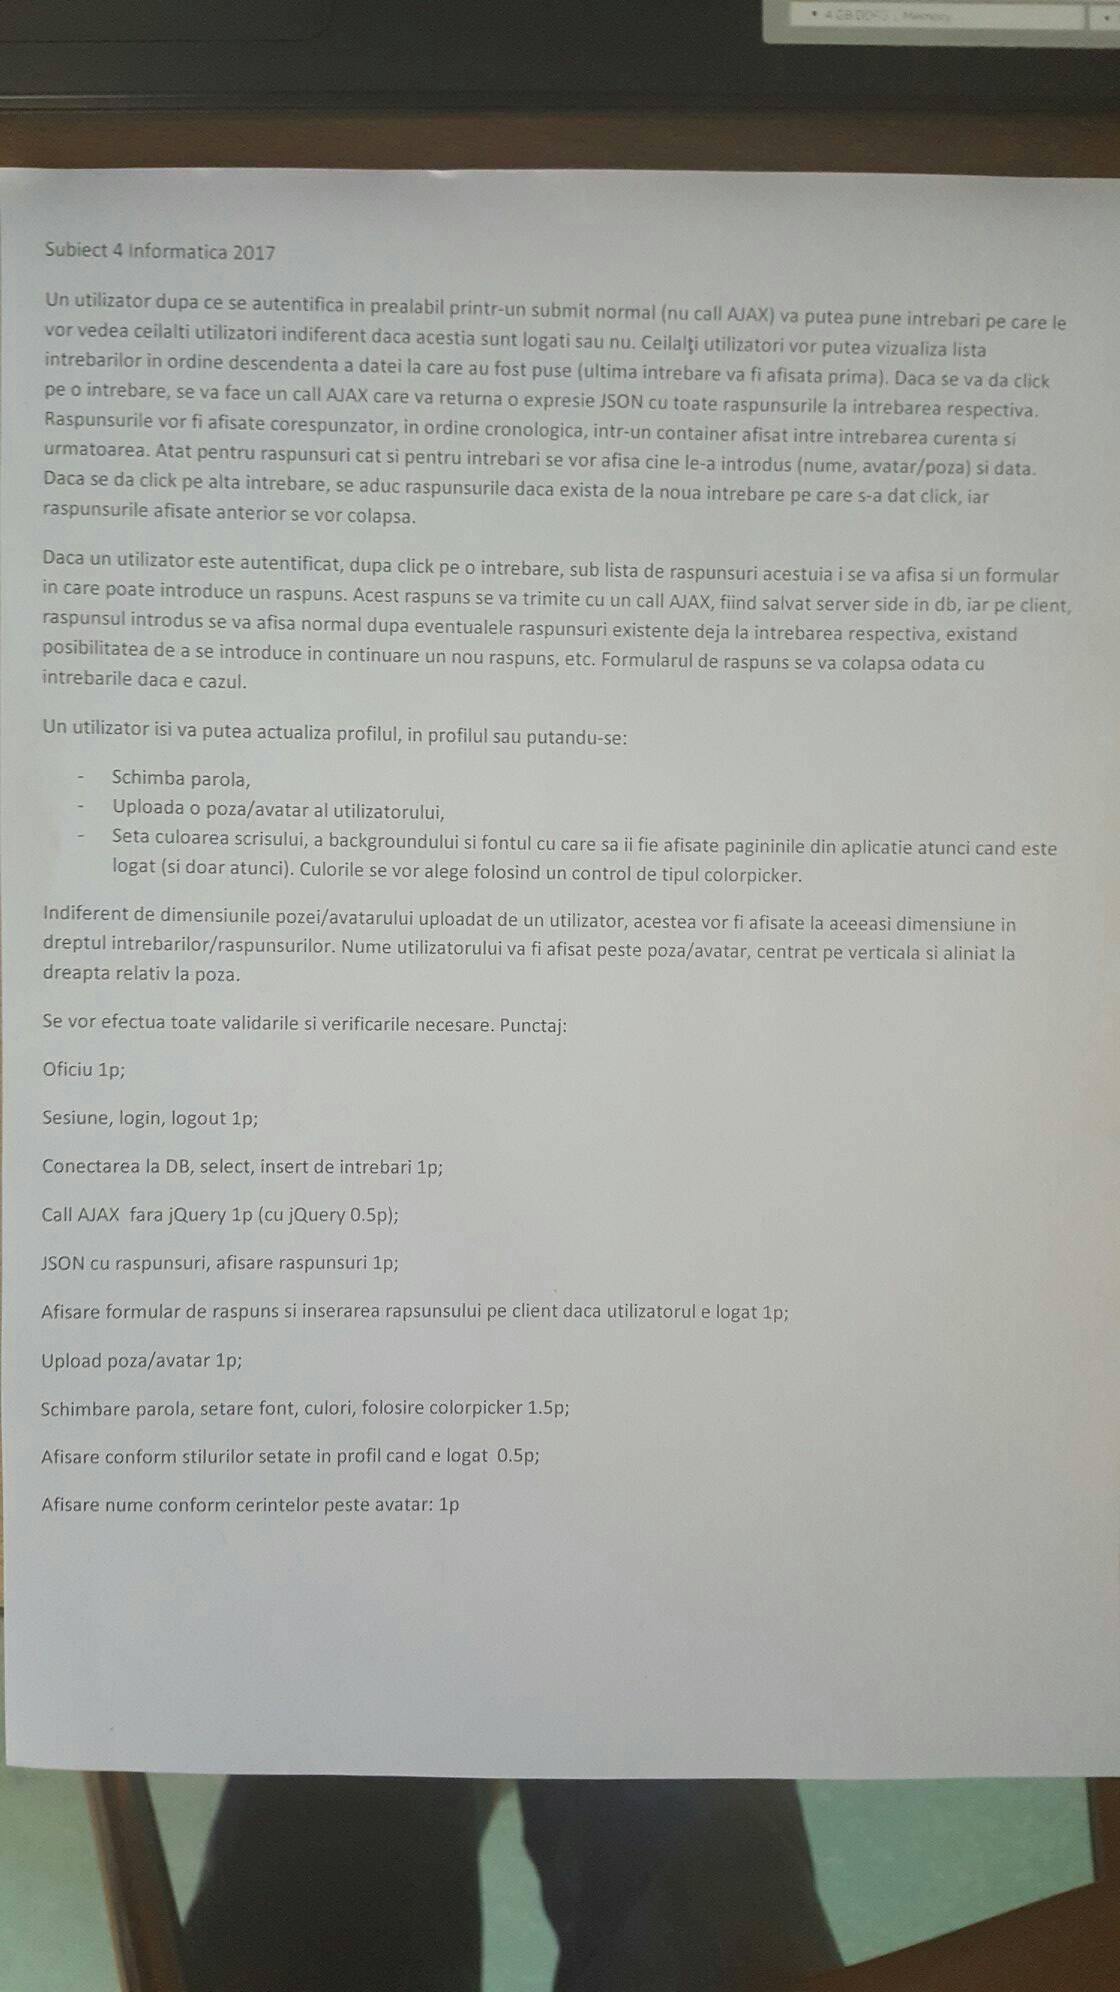 4 GB Memory
Subiect 4 Informatica 2017
Un utilizator dupa ce se autentifica in prealabil printr-un submit normal (nu call AJAX) va putea pune intrebari pe care le
vor vedea ceilalti utilizatori indiferent daca acestia sunt logati sau nu. Ceilalţi utilizatori vor putea vizualiza lista
intrebarilor in ordine descendenta a datei la care au fost puse (ultima intrebare va fi afisata prima). Daca se va da click
pe o intrebare, se va face un call AJAX care va returna o expresie JSON cu toate raspunsurile la intrebarea respectiva.
Raspunsurile vor fi afisate corespunzator, in ordine cronologica, intr-un container afisat intre intrebarea curenta si
urmatoarea. Atat pentru raspunsuri cat si pentru intrebari se vor afisa cine le-a introdus (nume, avatar/poza) si data.
Daca se da click pe alta intrebare, se aduc raspunsurile daca exista de la noua intrebare pe care s-a dat click, iar
raspunsurile afisate anterior se vor colapsa.
Daca un utilizator este autentificat, dupa click pe o intrebare, sub lista de raspunsuri acestuia i se va afisa si un formular
in care poate introduce un raspuns. Acest raspuns se va trimite cu un call AJAX, fiind salvat server side in db, iar pe client,
raspunsul introdus se va afisa normal dupa eventualele raspunsuri existente deja la intrebarea respectiva, existand
posibilitatea de a se introduce in continuare un nou raspuns, etc. Formularul de raspuns se va colapsa odata cu
intrebarile daca e cazul.
Un utilizator isi va putea actualiza profilul, in profilul sau putandu-se:
- Schimba parola,
- Uploada o poza/avatar al utilizatorului,
- Seta culoarea scrisului, a backgroundului si fontul cu care sa ii fie afisate pagininile din aplicatie atunci cand este
logat (si doar atunci). Culorile se vor alege folosind un control de tipul colorpicker.
Indiferent de dimensiunile pozei/avatarului uploadat de un utilizator, acestea vor fi afisate la aceeasi dimensiune in
dreptul intrebarilor/raspunsurilor. Nume utilizatorului va fi afisat peste poza/avatar, centrat pe verticala si aliniat la
dreapta relativ la poza.
Se vor efectua toate validarile si verificarile necesare. Punctaj:
Oficiu 1p;
Sesiune, login, logout 1p;
Conectarea la DB, select, insert de intrebari 1p;
Call AJAX fara jQuery 1p (cu jQuery 0.5p);
JSON cu raspunsuri, afisare raspunsuri 1p;
Afisare formular de raspuns si inserarea rapsunsului pe client daca utilizatorul e logat 1p;
Upload poza/avatar 1p;
Schimbare parola, setare font, culori, folosire colorpicker 1.5p;
Afisare conform stilurilor setate in profil cand e logat 0.5p;
Afisare nume conform cerintelor peste avatar: 1p